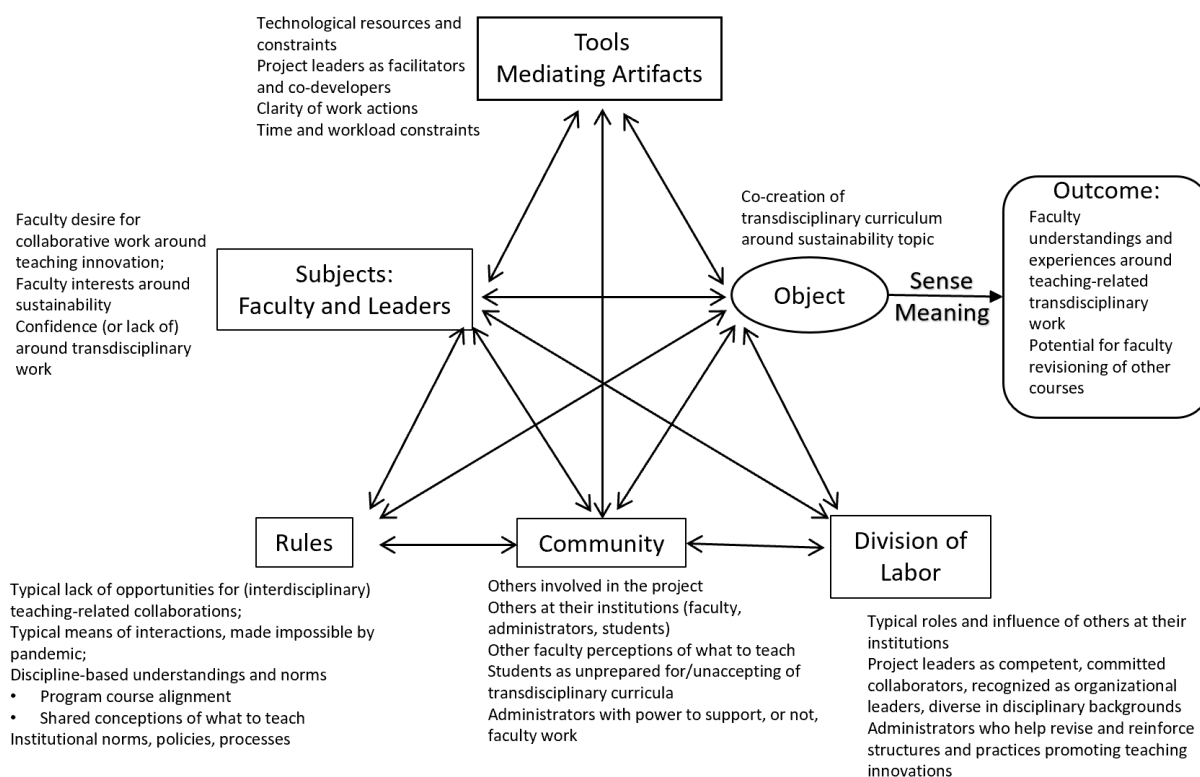 Technological resources and
constraints
Project leaders as facilitators
and co-developers
Clarity of work actions
Time and workload constraints
Tools
Mediating Artifacts
Faculty desire for
collaborative work around
teaching innovation;
Faculty interests around
sustainability
Confidence (or lack of)
around transdisciplinary
work
Subjects:
Faculty and Leaders
Co-creation of
transdisciplinary curriculum
around sustainability topic
Object
Sense
Meaning
Outcome:
Faculty
understandings and
experiences around
teaching-related
transdisciplinary
work
Potential for faculty
revisioning of other
courses
Rules
Typical lack of opportunities for (interdisciplinary)
teaching-related collaborations;
Typical means of interactions, made impossible by
pandemic;
Discipline-based understandings and norms
• Program course alignment
• Shared conceptions of what to teach
Institutional norms, policies, processes
Community
Others involved in the project
Others at their institutions (faculty,
administrators, students)
Other faculty perceptions of what to teach
Students as unprepared for/unaccepting of
transdisciplinary curricula
Administrators with power to support, or not,
faculty work
Division of
Labor
Typical roles and influence of others at their
institutions
Project leaders as competent, committed
collaborators, recognized as organizational
leaders, diverse in disciplinary backgrounds
Administrators who help revise and reinforce
structures and practices promoting teaching
innovations